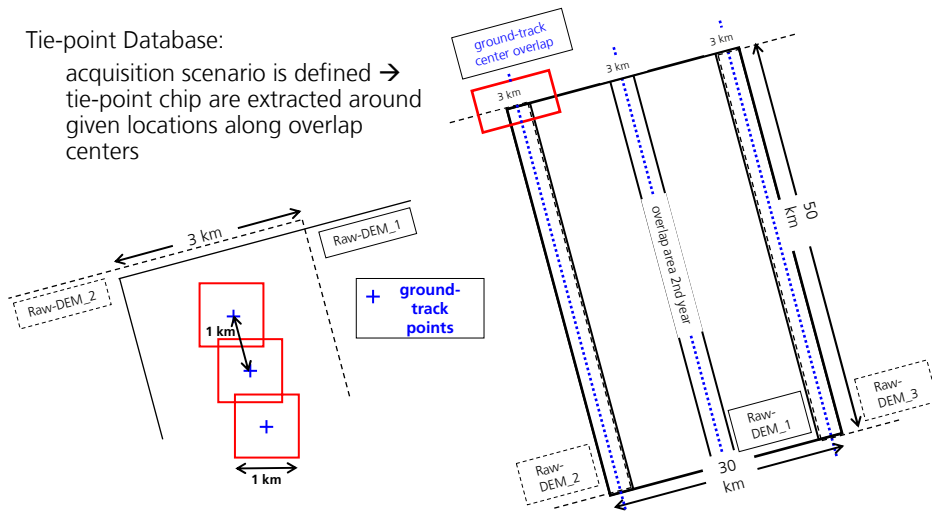 Tie-point Database:
acquisition scenario is defined →
tie-point chip are extracted around
given locations along overlap
centers
ground-track
center overlap
3 km
3 km
3 km
50
km
overlap area 2nd year
Raw-
DEM_3
Raw-
DEM_1
Raw-
DEM_2
30
km
3 km
Raw-DEM_1
Raw-DEM_2
1 km
1 km
+ ground-
track
points